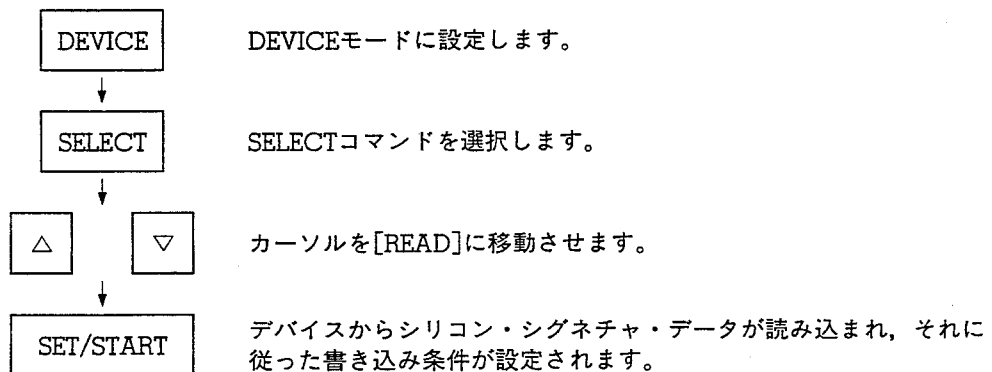 DEVICE DEVICEモードに設定します。
SELECT SELECTコマンドを選択します。
△ ▽ カーソルを[READ]に移動させます。
SET/START デバイスからシリコン・シグネチャ・データが読み込まれ，それに
従った書き込み条件が設定されます。